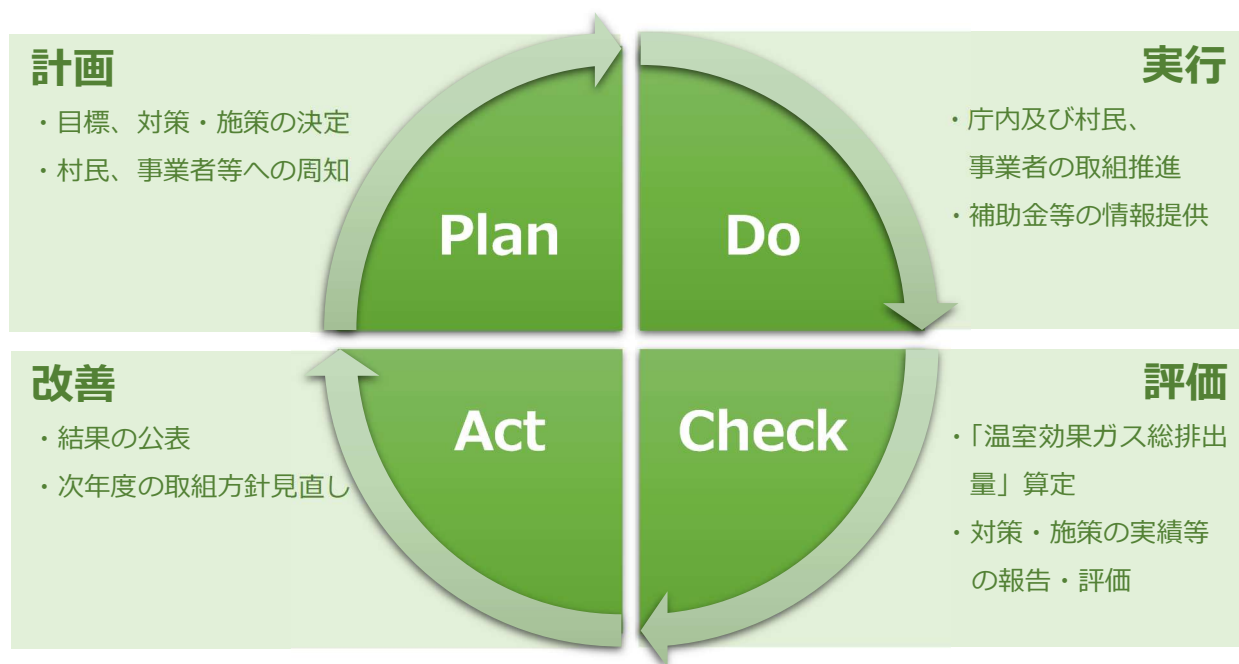 計画
・目標、対策・施策の決定
・村民、事業者等への周知
Plan
実行
・庁内及び村民、
事業者の取組推進
・補助金等の情報提供
Do
評価
・「温室効果ガス総排出
量」算定
・対策・施策の実績等
の報告・評価
Check
改善
・結果の公表
・次年度の取組方針見直し
Act